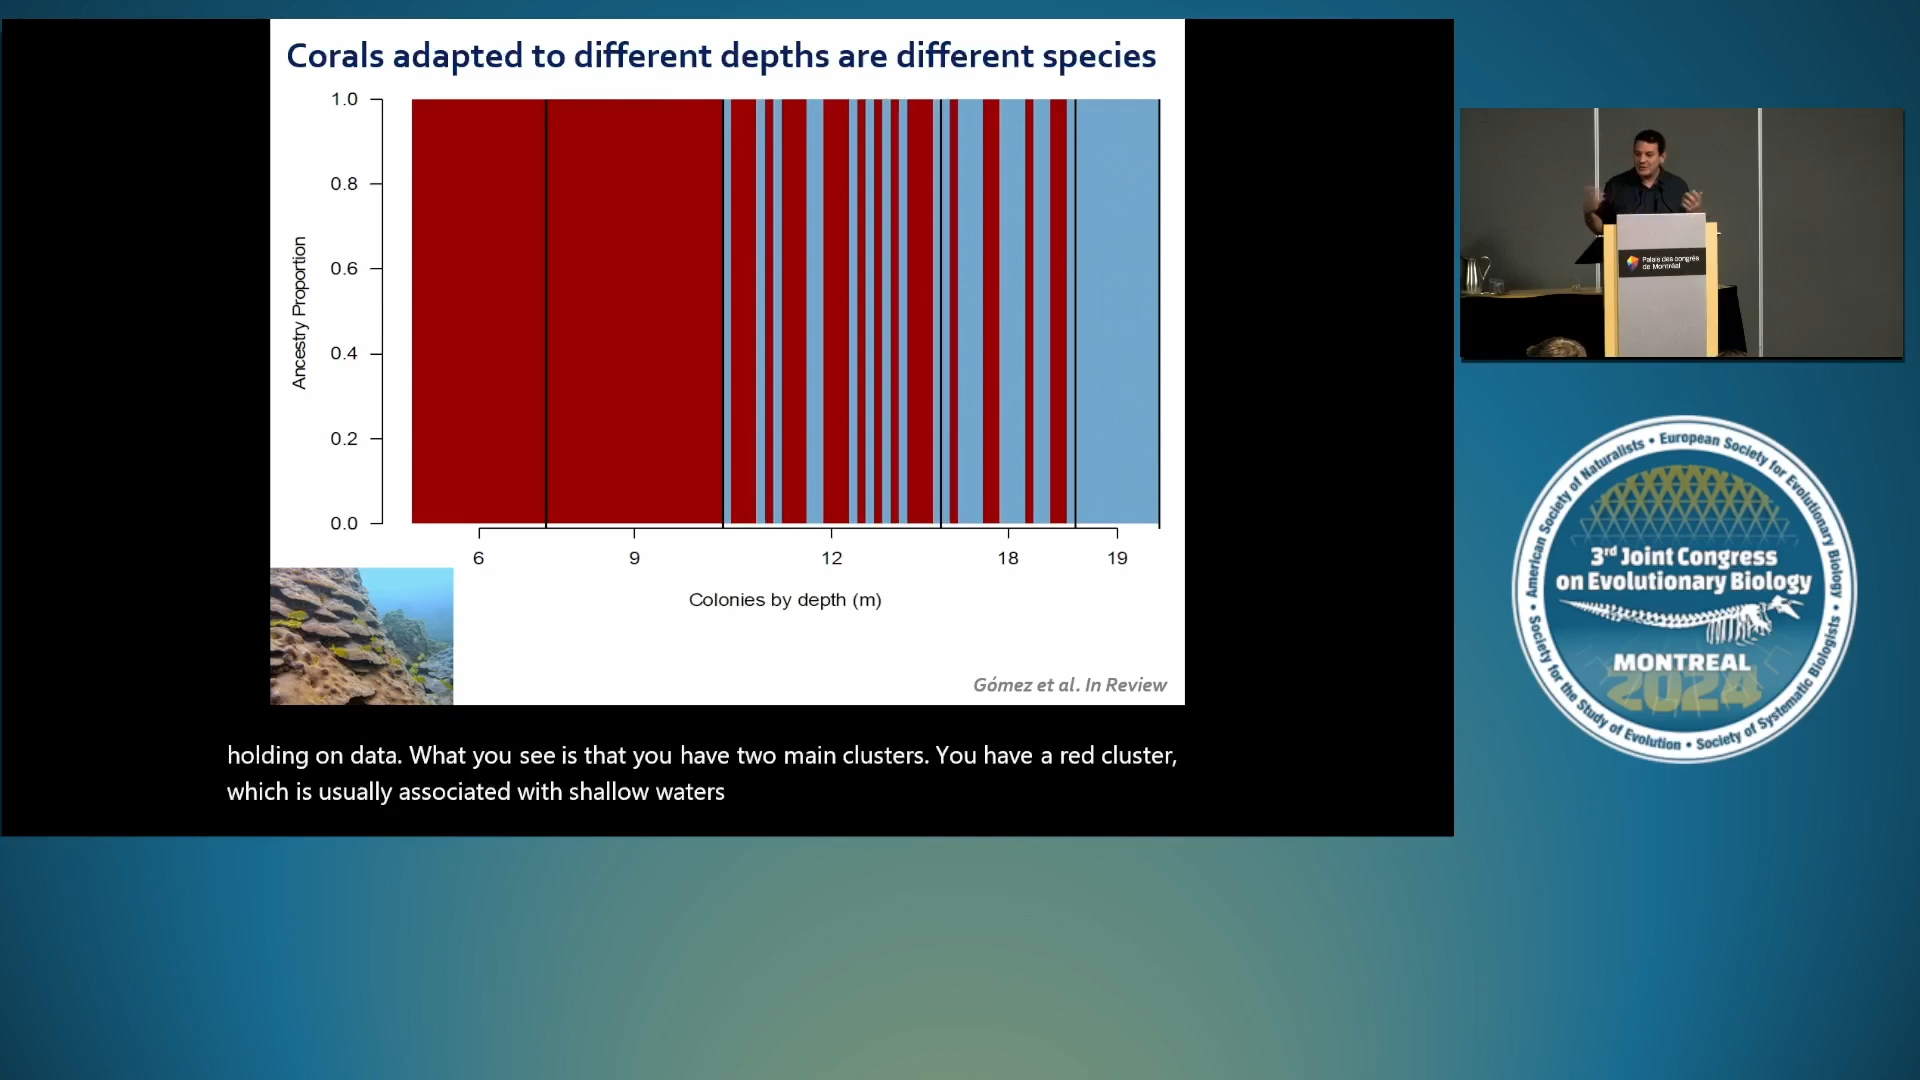 Corals adapted to different depths are different species
1.0
0.8
0.6
0.4
0.2
0.0
Ancestry Proportion
6 9 12 18 19
Colonies by depth (m)
Gómez et al. In Review
holding on data. What you see is that you have two main clusters. You have a red cluster,
which is usually associated with shallow waters
Palais des congrès
de Montréal
American Society of Naturalists • European Society for Evolutionary Biology •
Society for the Study of Evolution • Society of Systematic Biologists •
3rd Joint Congress
on Evolutionary Biology
MONTREAL
2024